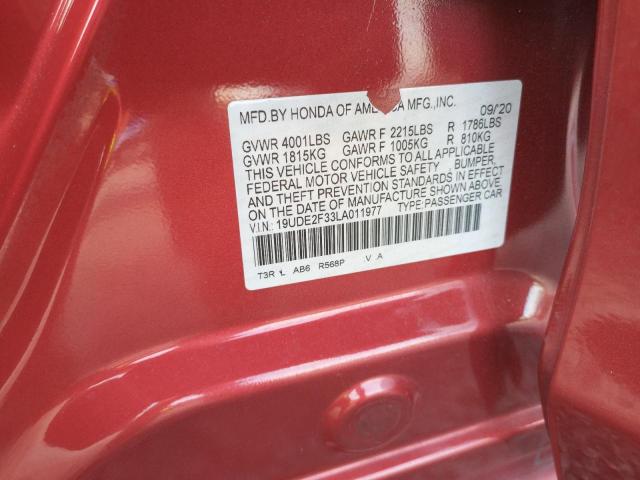 MFD.BY HONDA OF AMERICA MFG.,INC. 09/'20
GVWR 4001LBS GAWR F 2215LBS R 1786LBS
GVWR 1815KG GAWR F 1005KG R 810KG
THIS VEHICLE CONFORMS TO ALL APPLICABLE
FEDERAL MOTOR VEHICLE SAFETY , BUMPER,
AND THEFT PREVENTION STANDARDS IN EFFECT
ON THE DATE OF MANUFACTURE SHOWN ABOVE.
V.I.N.: 19UDE2F33LA011977 TYPE:PASSENGER CAR
T3R 1L AB6 R568P .V .A